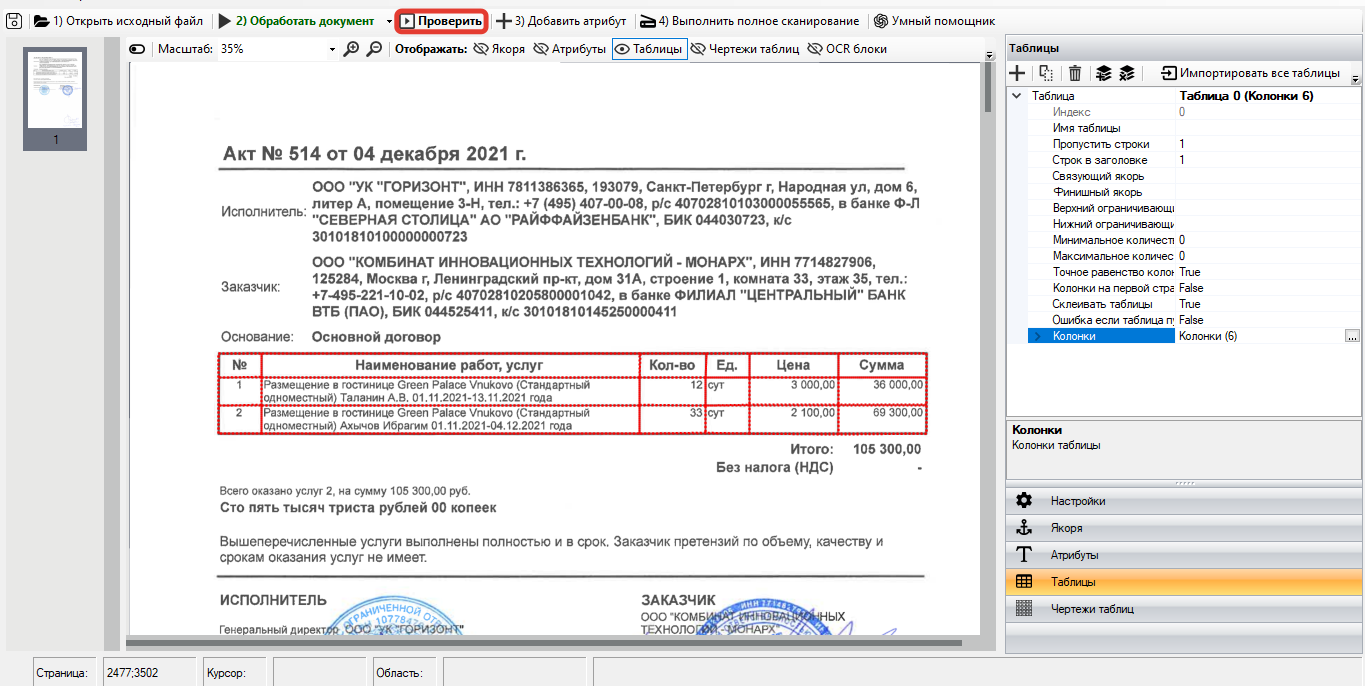 1) Открыть исходный файл 2) Обработать документ Проверить 3) Добавить атрибут 4) Выполнить полное сканирование Умный помощник
Масштаб: 35% Отображать: Якоря Атрибуты Таблицы Чертежи таблиц OCR блоки
1
Акт № 514 от 04 декабря 2021 г.
Исполнитель:
ООО "УК "ГОРИЗОНТ", ИНН 7811386365, 193079, Санкт-Петербург г, Народная ул, дом 6,
литер А, помещение 3-Н, тел.: +7 (495) 407-00-08, р/с 40702810103000055565, в банке Ф-Л
"СЕВЕРНАЯ СТОЛИЦА" АО "РАЙФФАЙЗЕНБАНК", БИК 044030723, к/с
30101810100000000723
Заказчик:
ООО "КОМБИНАТ ИННОВАЦИОННЫХ ТЕХНОЛОГИЙ - МОНАРХ", ИНН 7714827906,
125284, Москва г, Ленинградский пр-кт, дом 31А, строение 1, комната 33, этаж 35, тел.:
+7-495-221-10-02, р/с 40702810205800001042, в банке ФИЛИАЛ "ЦЕНТРАЛЬНЫЙ" БАНК
ВТБ (ПАО), БИК 044525411, к/с 30101810145250000411
Основание: Основной договор
№ Наименование работ, услуг Кол-во Ед. Цена Сумма
1 Размещение в гостинице Green Palace Vnukovo (Стандартный 12 сут 3 000,00 36 000,00
одноместный) Таланин А.В. 01.11.2021-13.11.2021 года
2 Размещение в гостинице Green Palace Vnukovo (Стандартный 33 сут 2 100,00 69 300,00
одноместный) Ахычов Ибрагим 01.11.2021-04.12.2021 года
Итого: 105 300,00
Без налога (НДС) -
Всего оказано услуг 2, на сумму 105 300,00 руб.
Сто пять тысяч триста рублей 00 копеек
Вышеперечисленные услуги выполнены полностью и в срок. Заказчик претензий по объему, качеству и
срокам оказания услуг не имеет.
ИСПОЛНИТЕЛЬ
Генеральный директор ООО "УК "ГОРИЗОНТ"
ЗАКАЗЧИК
ООО "КОМБИНАТ ИННОВАЦИОННЫХ
ТЕХНОЛОГИЙ - МОНАРХ"
Таблицы
Импортировать все таблицы
Таблица Таблица 0 (Колонки 6)
Индекс 0
Имя таблицы
Пропустить строки 1
Строк в заголовке 1
Связующий якорь
Финишный якорь
Верхний ограничивающ
Нижний ограничивающи
Минимальное количест 0
Максимальное количес 0
Точное равенство колон True
Колонки на первой стра False
Склеивать таблицы True
Ошибка если таблица пу False
Колонки Колонки (6) ...
Колонки
Колонки таблицы
Настройки
Якоря
Атрибуты
Таблицы
Чертежи таблиц
Страница: 2477;3502 Курсор: Область: